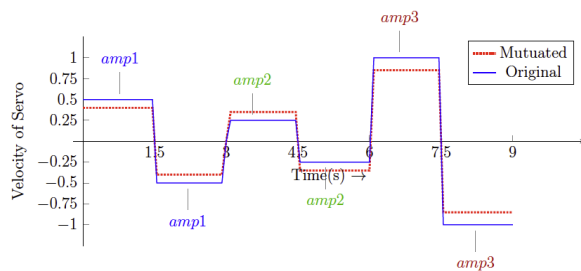 amp3
amp1
amp2
Mutuated
Original
Velocity of Servo
1
0.75
0.5
0.25
−0.25
−0.5
−0.75
−1
1.5
3
4.5
6
7.5
9
Time(s) →
amp1
amp2
amp3